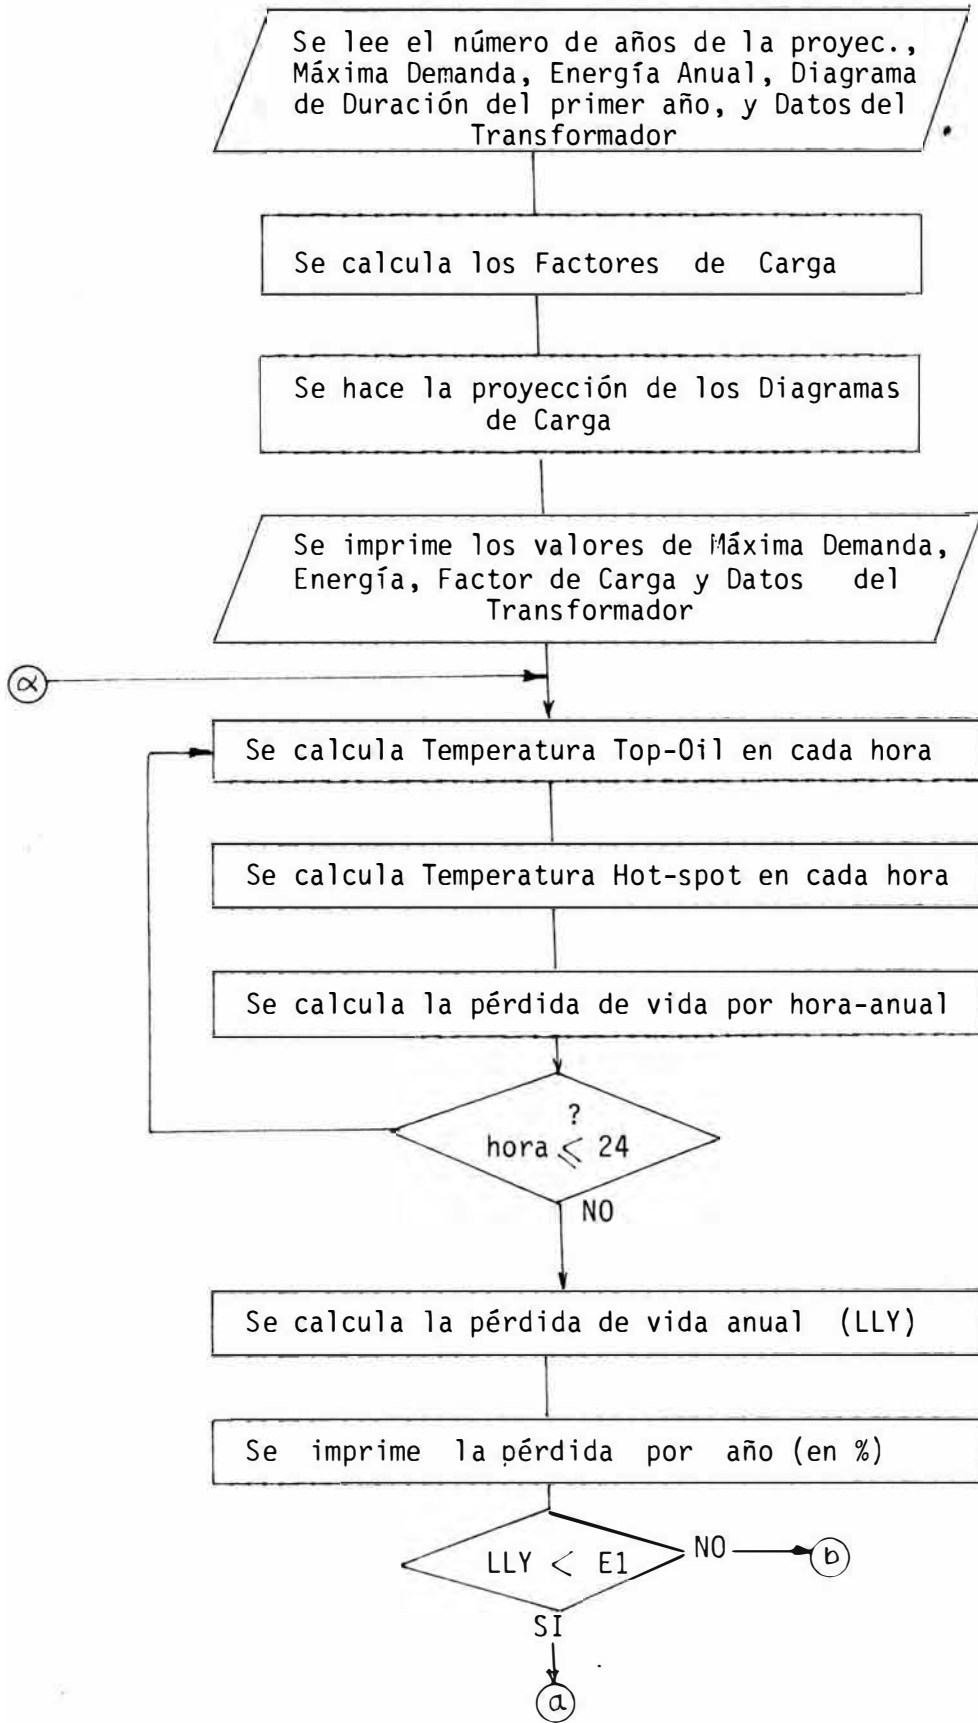 Se lee el número de años de la proyec.,
Máxima Demanda, Energía Anual, Diagrama
de Duración del primer año, y Datos del
Transformador
Se calcula los Factores de Carga
Se hace la proyección de los Diagramas
de Carga
Se imprime los valores de Máxima Demanda,
Energía, Factor de Carga y Datos del
Transformador
α
Se calcula Temperatura Top-Oil en cada hora
Se calcula Temperatura Hot-spot en cada hora
Se calcula la pérdida de vida por hora-anual
?
hora ≤ 24
NO
Se calcula la pérdida de vida anual (LLY)
Se imprime la pérdida por año (en %)
LLY < E1
NO
b
SI
a